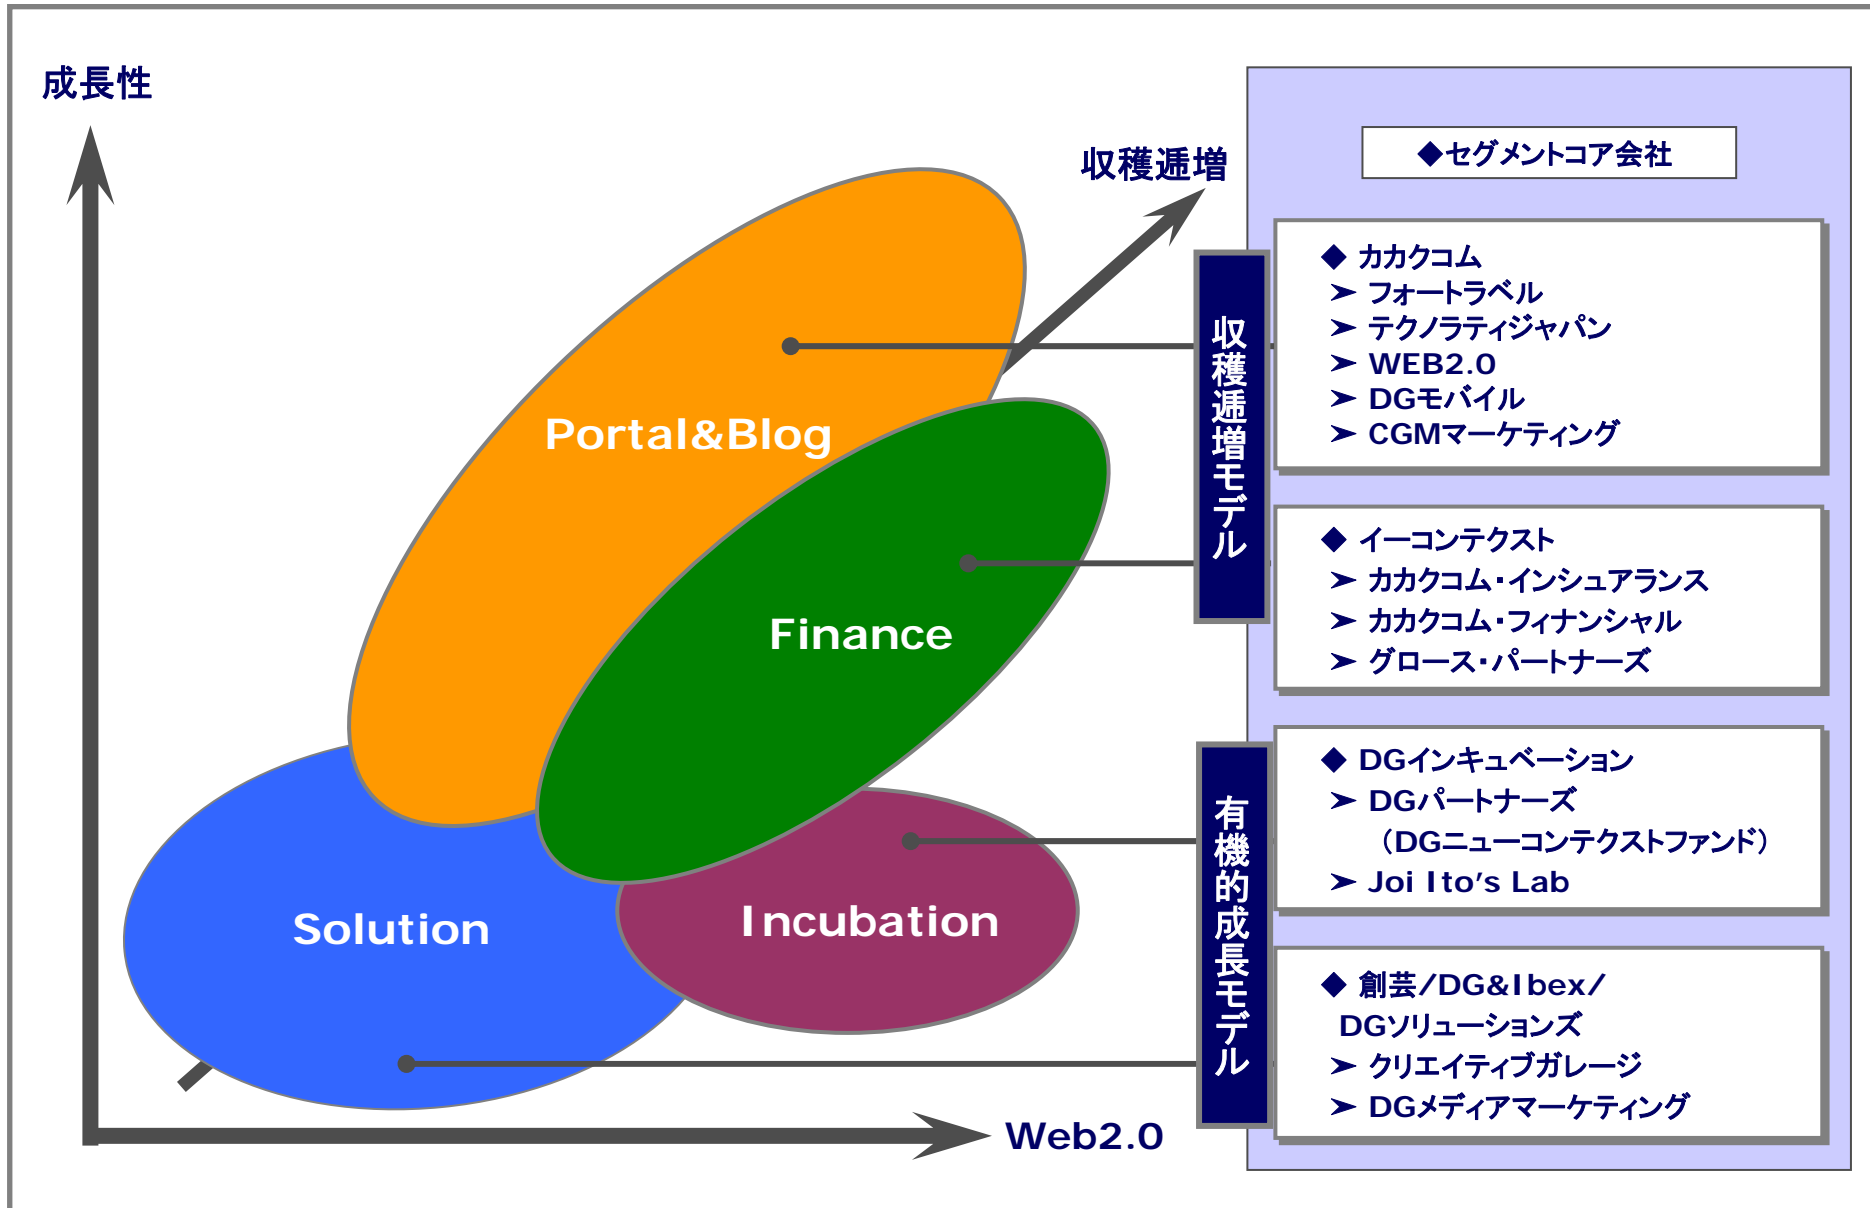 成長性
収穫逓増
Portal&Blog
Finance
Solution
Incubation
Web2.0
収穫逓増モデル
有機的成長モデル
◆セグメントコア会社
◆ カカクコム
➢ フォートラベル
➢ テクノラティジャパン
➢ WEB2.0
➢ DGモバイル
➢ CGMマーケティング
◆ イーコンテクスト
➢ カカクコム・インシュアランス
➢ カカクコム・フィナンシャル
➢ グロース・パートナーズ
◆ DGインキュベーション
➢ DGパートナーズ
（DGニューコンテクストファンド）
➢ Joi Ito's Lab
◆ 創芸/DG&Ibex/
DGソリューションズ
➢ クリエイティブガレージ
➢ DGメディアマーケティング